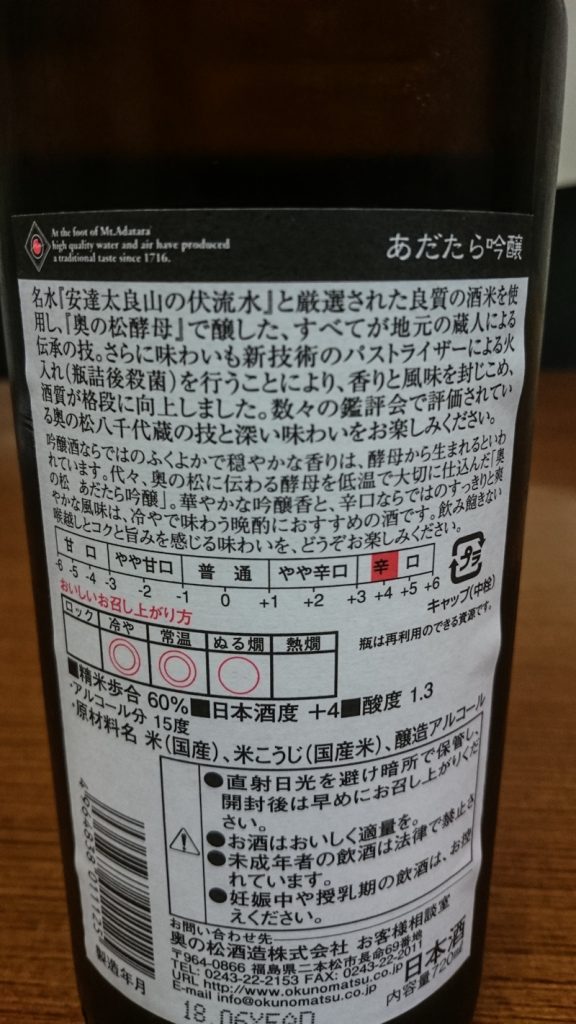 At the foot of Mt.Adatara
high quality water and air have produced
a traditional taste since 1716.
あだたら吟醸
名水『安達太良山の伏流水』と厳選された良質の酒米を使
用し、『奥の松酵母』で醸した、すべてが地元の蔵人による
伝承の技。さらに味わいも新技術のパストライザーによる火
入れ(瓶詰後殺菌)を行うことにより、香りと風味を封じこめ、
酒質が格段に向上しました。数々の鑑評会で評価されてい
る奥の松八千代蔵の技と深い味わいをお楽しみください。
吟醸酒ならではのふくよかで穏やかな香りは、酵母から生まれるといわ
れています。代々、奥の松に伝わる酵母を低温で大切に仕込んだ「奥
の松 あだたら吟醸」。華やかな吟醸香と、辛口ならではのすっきりと爽
やかな風味は、冷やで味わう晩酌におすすめの酒です。飲み飽きない
喉越しとコクと旨みを感じる味わいを、どうぞお楽しみください。
甘口 やや甘口 普通 やや辛口 辛口
-6 -5 -4 -3 -2 -1 0 +1 +2 +3 +4 +5 +6
プラ
キャップ(中栓)
おいしいお召し上がり方
ロック 冷や 常温 ぬる燗 熱燗
瓶は再利用のできる資源です。
■精米歩合 60% ■日本酒度 +4 ■酸度 1.3
・アルコール分 15度
・原材料名 米(国産)、米こうじ(国産米)、醸造アルコール
●直射日光を避け暗所で保管し、
開封後は早めにお召し上がりくだ
さい。
●お酒はおいしく適量を。
●未成年者の飲酒は法律で禁止さ
れています。
●妊娠中や授乳期の飲酒は、お控
えください。
製造年月
お問い合わせ先
奥の松酒造株式会社 お客様相談室
〒964-0866 福島県二本松市長命69番地
TEL: 0243-22-2153 FAX: 0243-22-2011
URL http://www.okunomatsu.co.jp
E-mail info@okunomatsu.co.jp
日本酒
内容量720ml
18.06